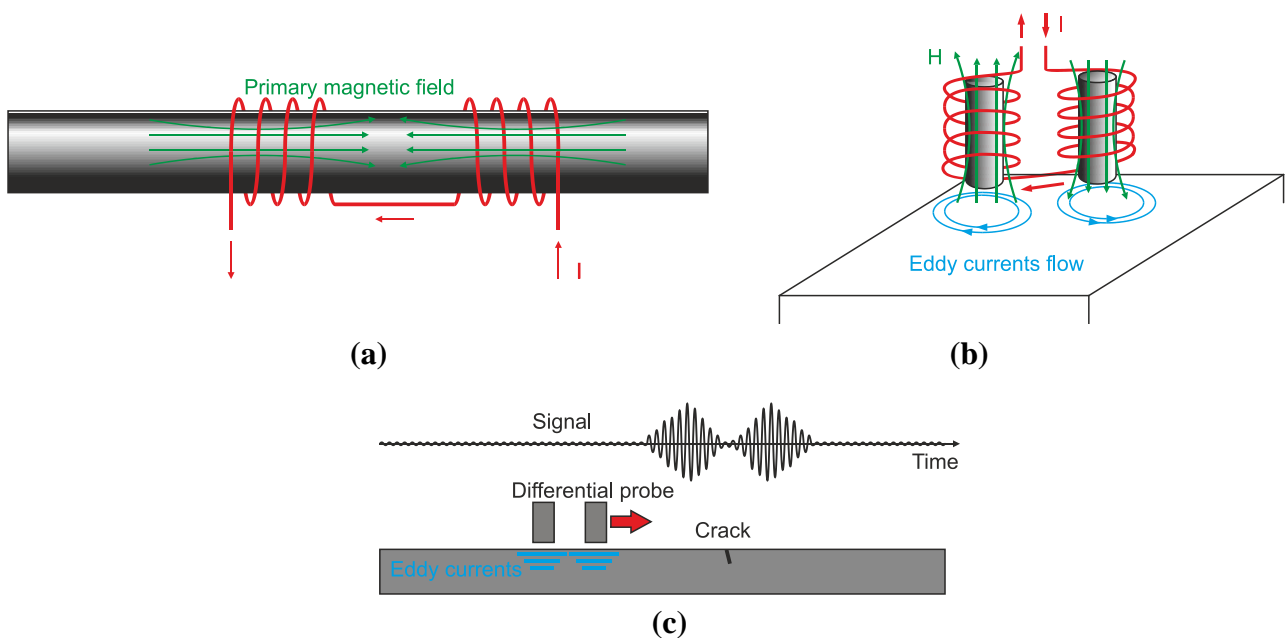 Primary magnetic field
I
(a)
I
H
Eddy currents flow
(b)
Signal
Time
Differential probe
Crack
Eddy currents
(c)